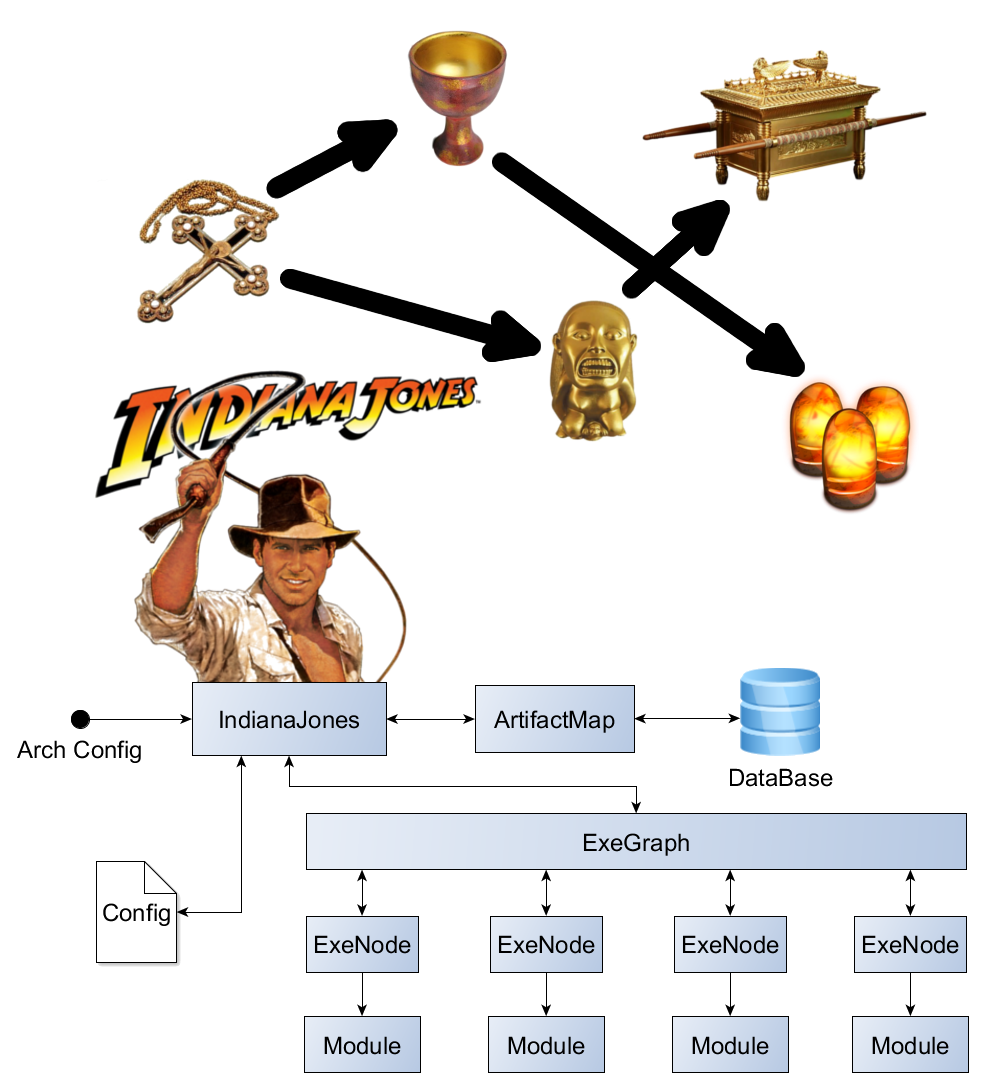 INDIANA JONES
IndianaJones
ArtifactMap
Arch Config
DataBase
ExeGraph
Config
ExeNode
ExeNode
ExeNode
ExeNode
Module
Module
Module
Module